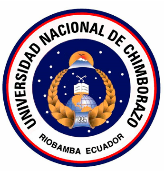 UNIVERSIDAD NACIONAL DE CHIMBORAZO
RIOBAMBA ECUADOR